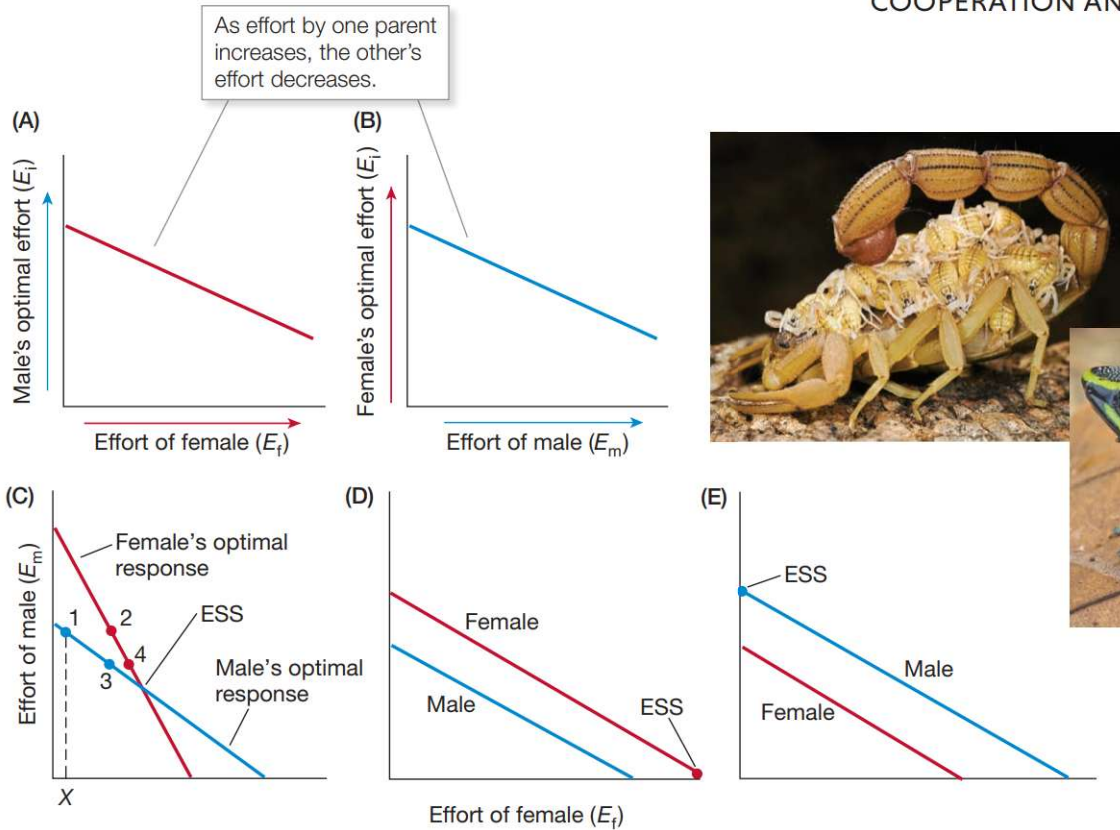 COOPERATION AN
As effort by one parent
increases, the other's
effort decreases.
(A)
Male's optimal effort (Ei)
Effort of female (Ef)
(B)
Female's optimal effort (Ei)
Effort of male (Em)
(C)
Effort of male (Em)
Female's optimal
response
1
2
ESS
4
3
Male's optimal
response
X
(D)
Female
Male
ESS
Effort of female (Ef)
(E)
ESS
Male
Female